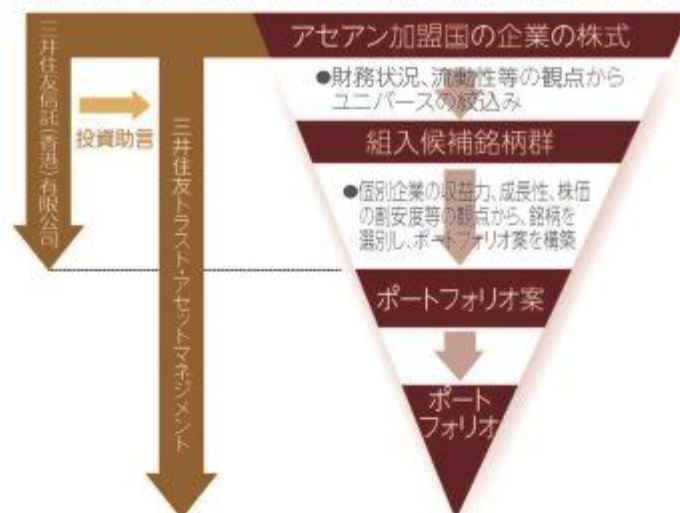 アセアン加盟国の企業の株式
●財務状況、流動性等の観点から
ユニバースの絞込み
組入候補銘柄群
●個別企業の収益力、成長性、株価
の割安度等の観点から、銘柄を
選別し、ポートフォリオ案を構築
ポートフォリオ案
ポート
フォリオ
三井住友信託(香港)有限公司
投資助言
三井住友トラスト・アセットマネジメント